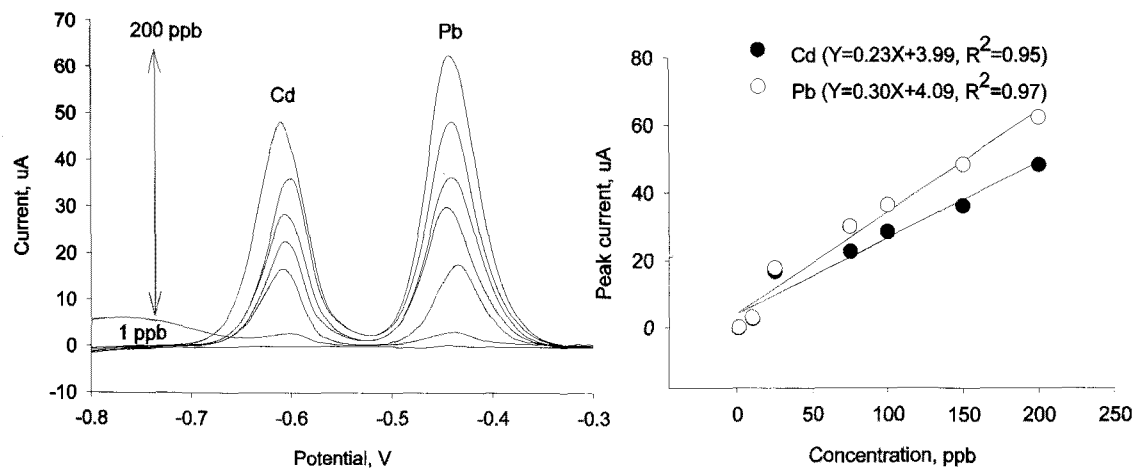 70
60
50
40
30
20
10
0
-10
Current, uA
200 ppb
1 ppb
Cd
Pb
-0.8 -0.7 -0.6 -0.5 -0.4 -0.3
Potential, V
Cd (Y=0.23X+3.99, R²=0.95)
Pb (Y=0.30X+4.09, R²=0.97)
80
60
40
20
0
Peak current, uA
0 50 100 150 200 250
Concentration, ppb